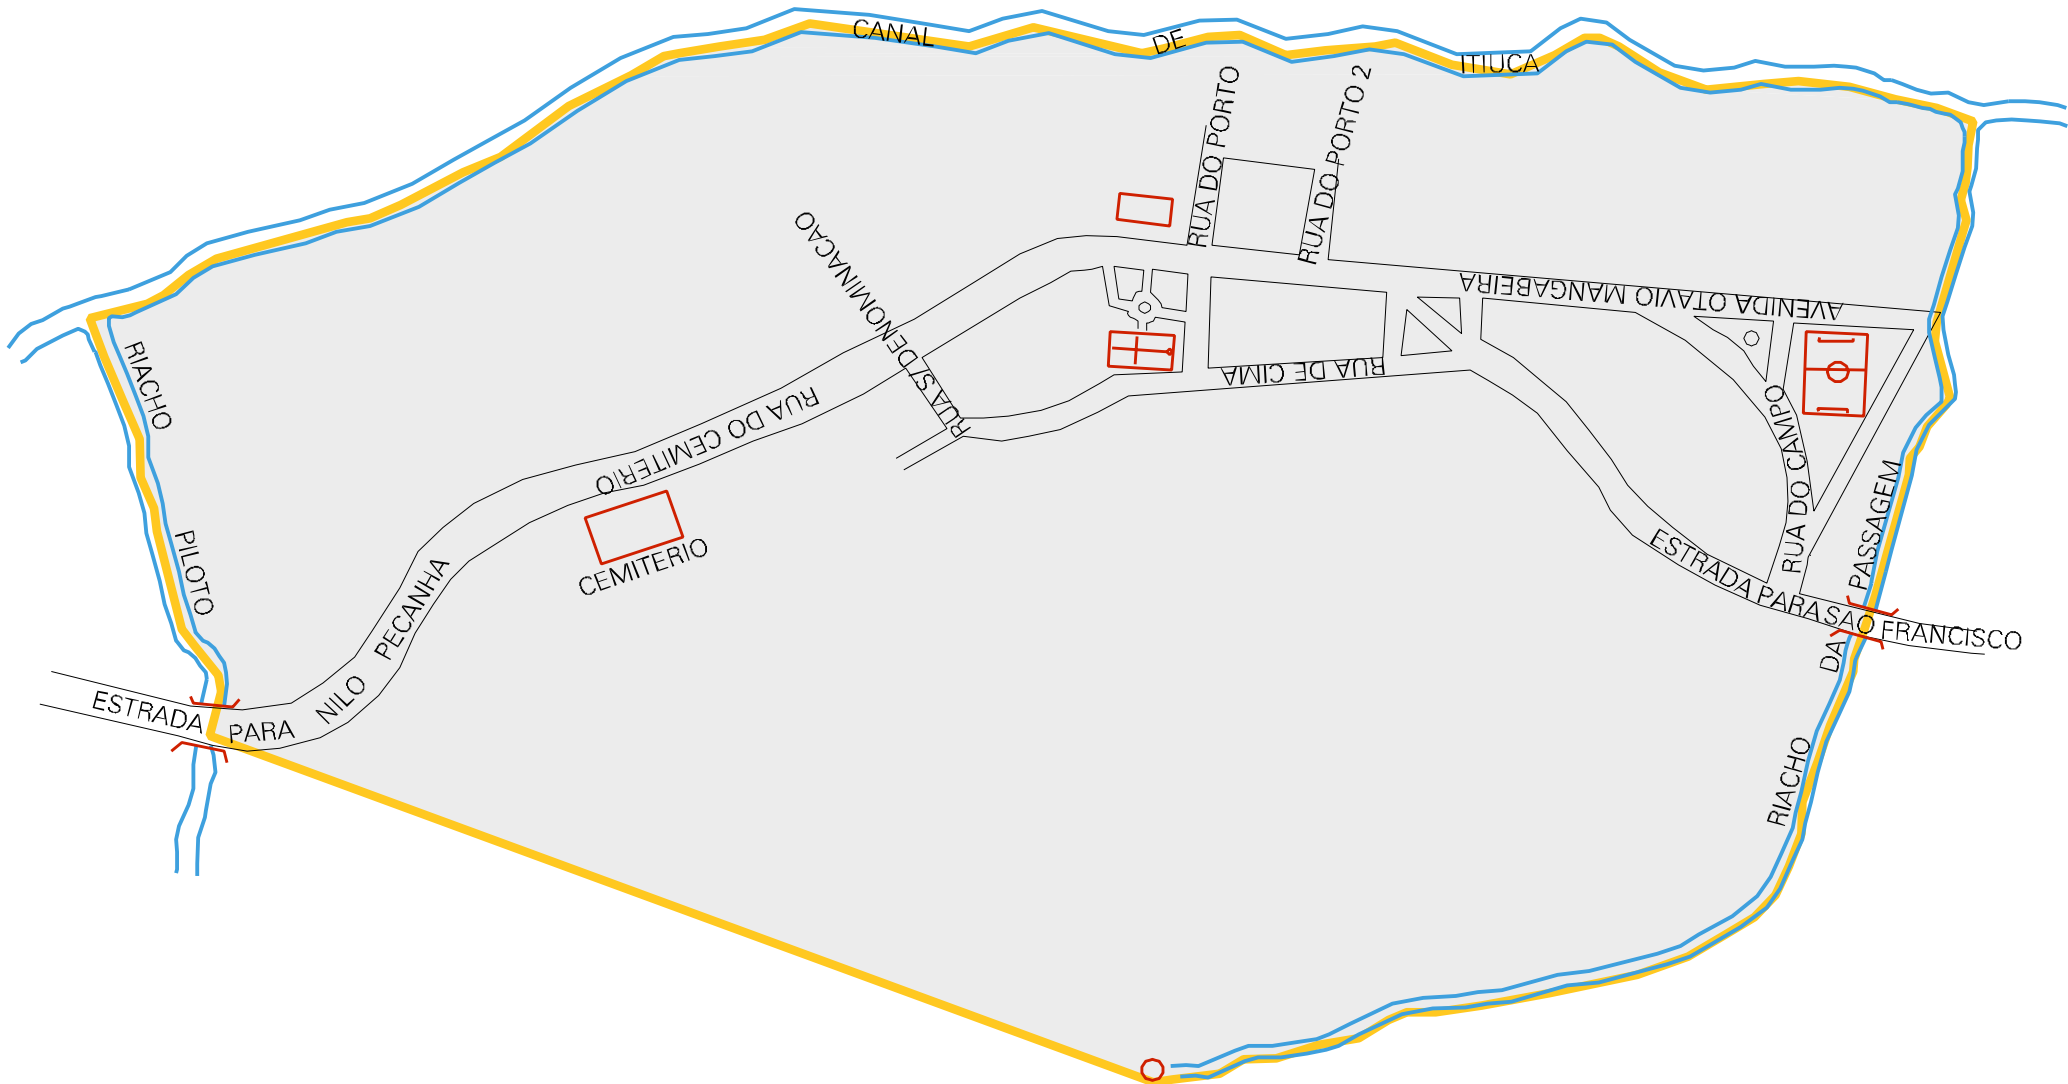 CANAL DE ITIUCA
RUA DO PORTO
RUA DO PORTO 2
RUA S/ DENOMINACAO
AVENIDA OTAVIO MANGABEIRA
RIACHO PILOTO
RUA DE CIMA
RUA DO CEMITERIO
RUA DO CAMPO
CEMITERIO
ESTRADA PARA SAO FRANCISCO
RIACHO DA PASSAGEM
ESTRADA PARA NILO PECANHA